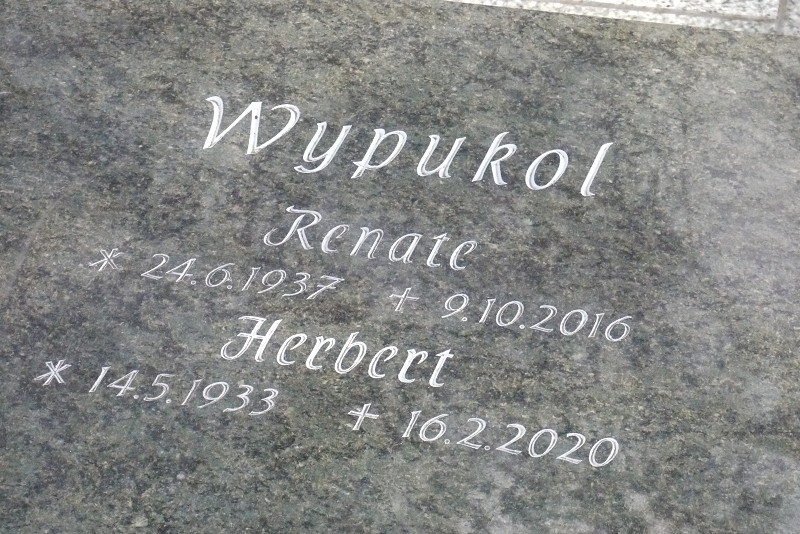 Wypukol
Renate
* 24.6.1937 + 9.10.2016
Herbert
* 14.5.1933 + 16.2.2020